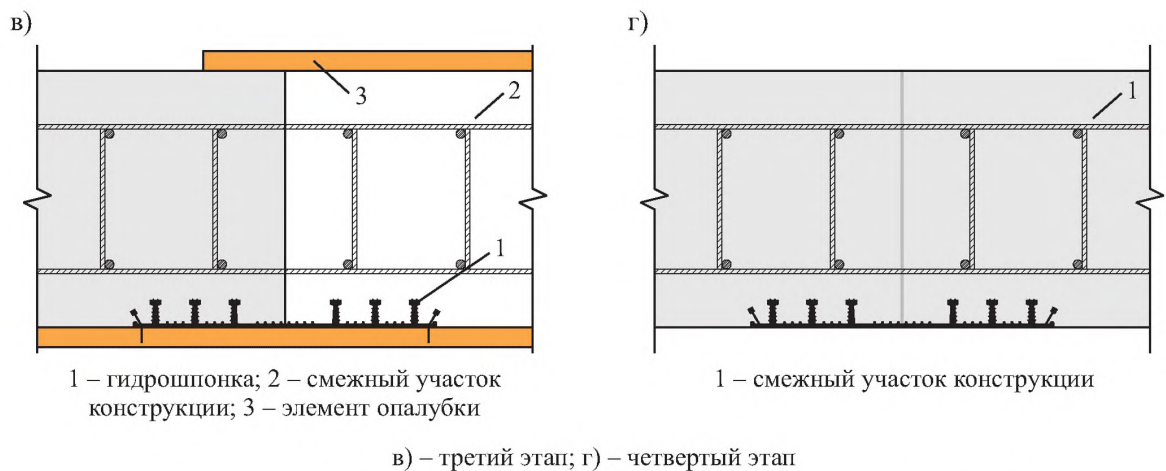 в)
г)
3
2
1
1
1 – гидрошпонка; 2 – смежный участок
конструкции; 3 – элемент опалубки
1 – смежный участок конструкции
в) – третий этап; г) – четвертый этап